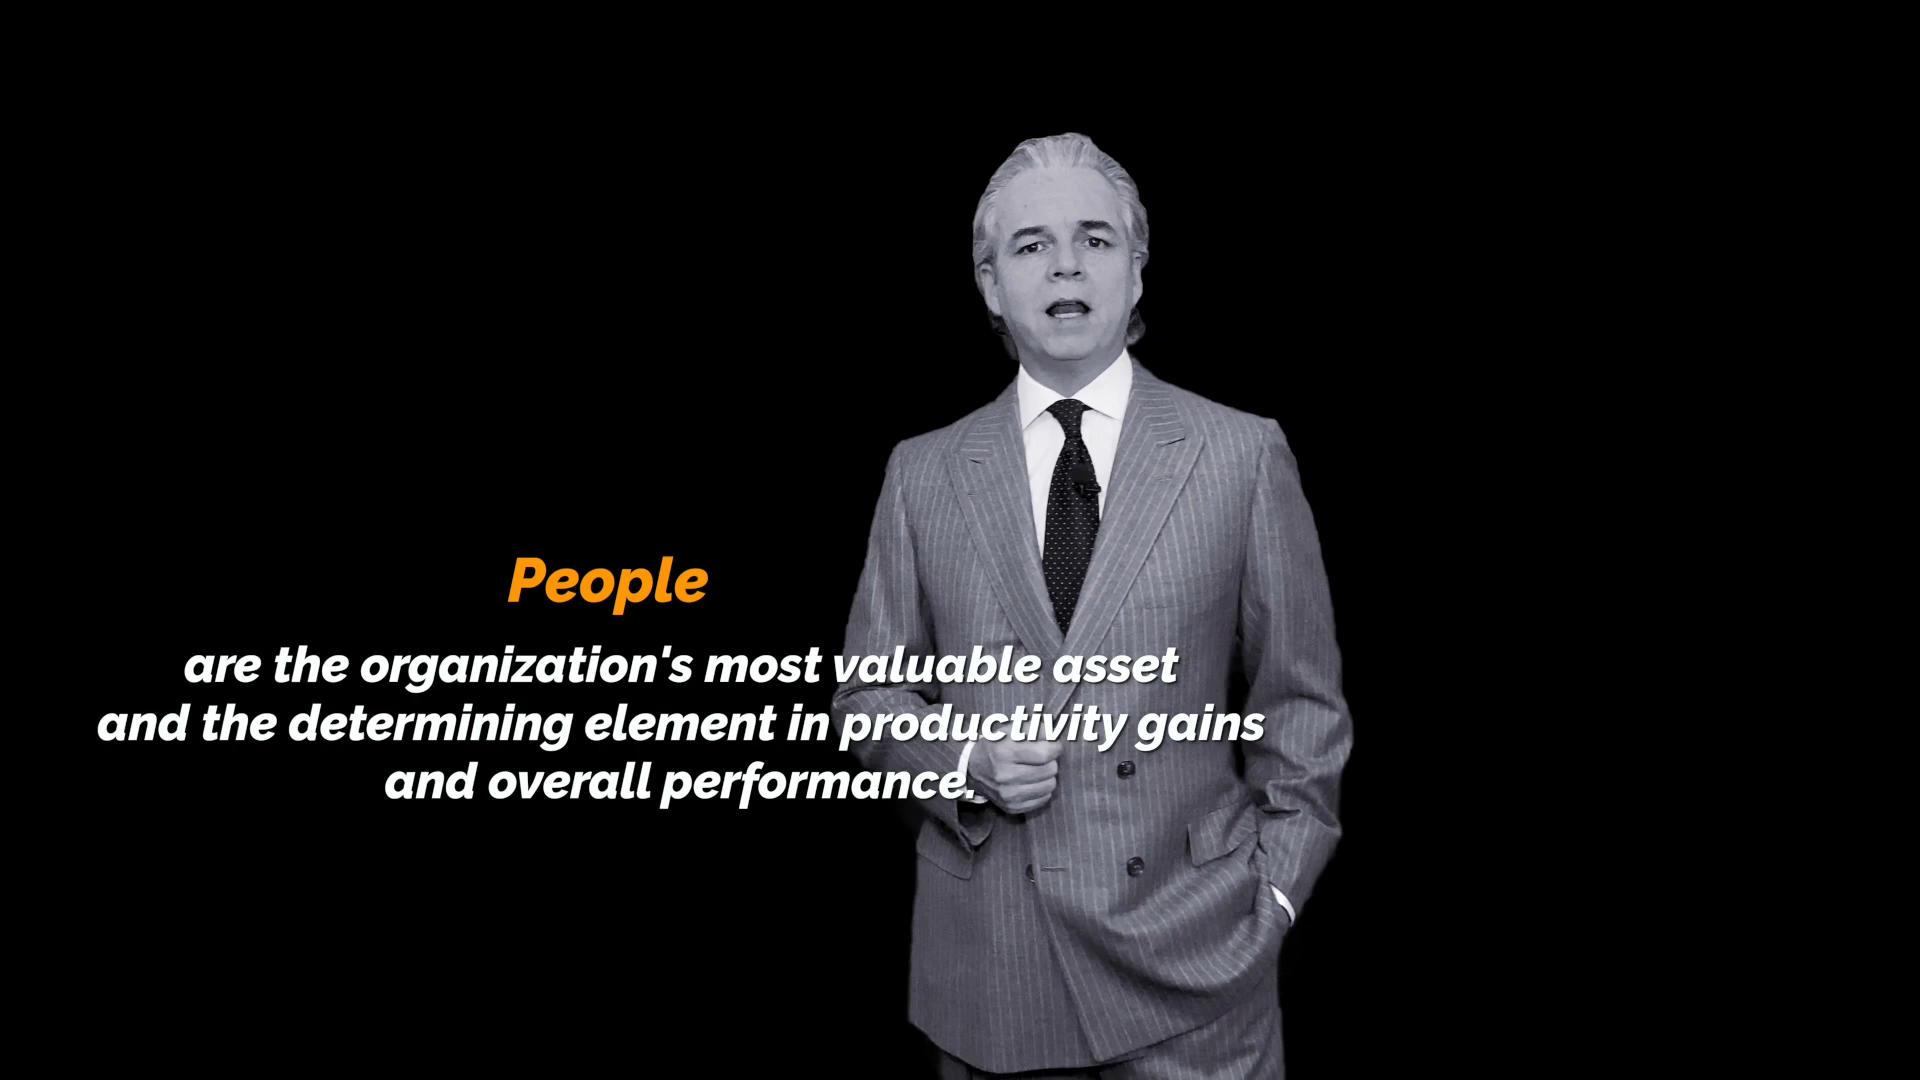 People
are the organization's most valuable asset
and the determining element in productivity gains
and overall performance.